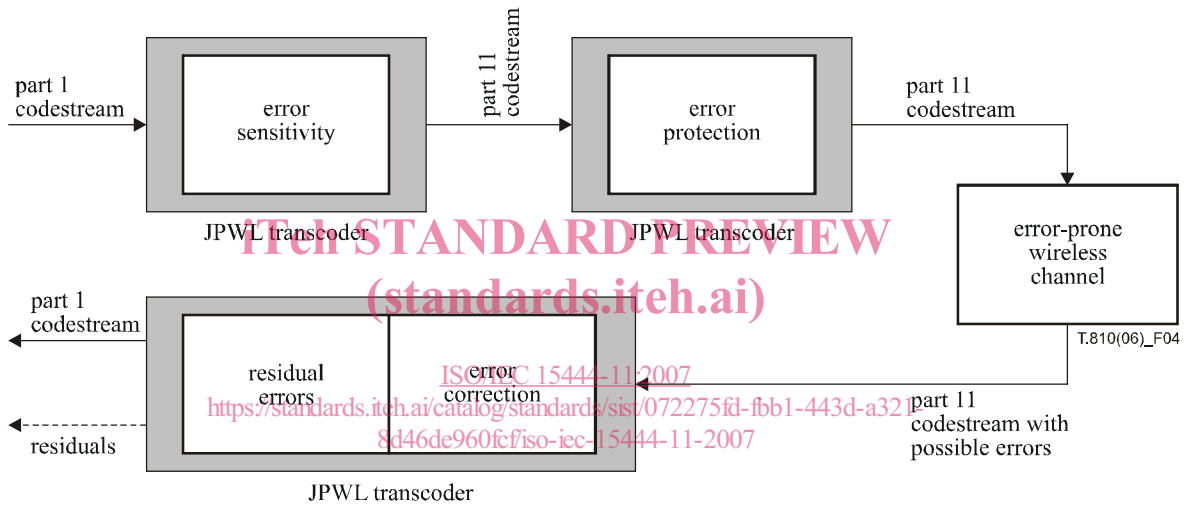 part 1
codestream
error
sensitivity
JPWL transcoder
part 11
codestream
error
protection
JPWL transcoder
part 11
codestream
error-prone
wireless
channel
T.810(06)_F04
iTeh STANDARD PREVIEW
(standards.iteh.ai)
part 1
codestream
residual
errors
error
correction
ISO/IEC 15444-11:2007
https://standards.iteh.ai/catalog/standards/sist/072275fd-fbb1-443d-a321-
8d46de960fcf/iso-iec-15444-11-2007
part 11
codestream with
possible errors
residuals
JPWL transcoder